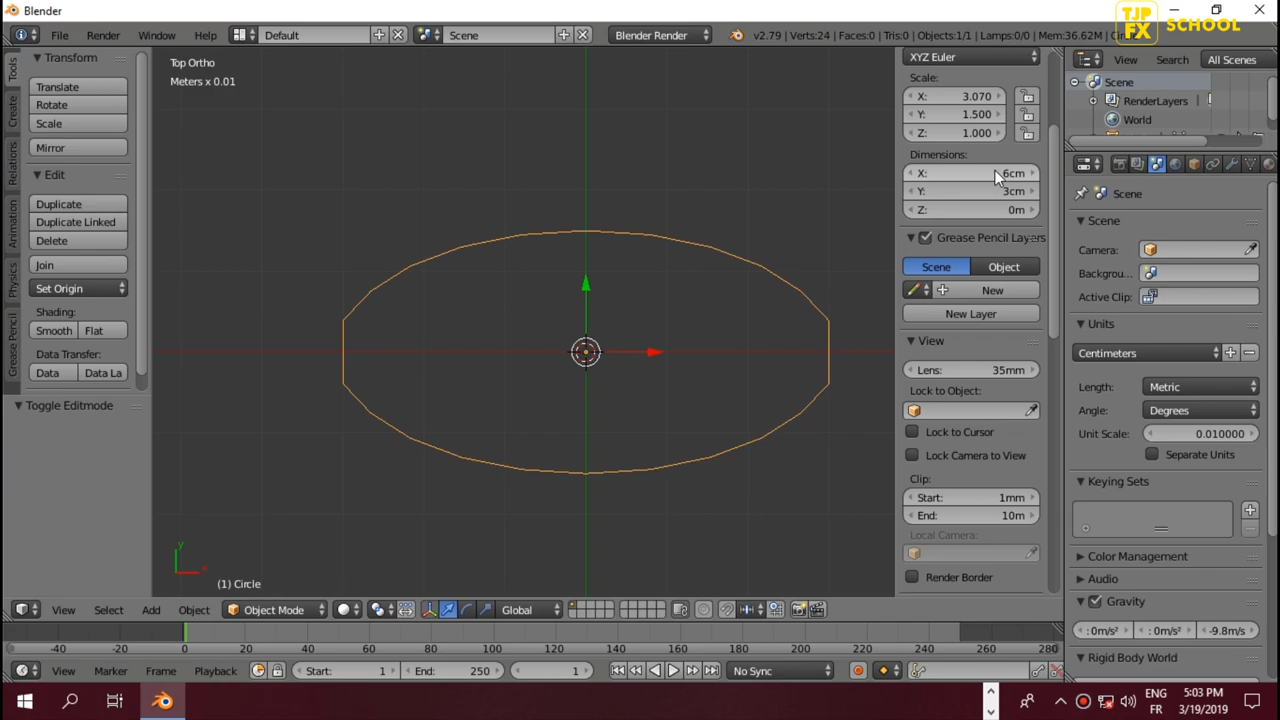 Blender
TJP
FX
SCHOOL
File Render Window Help Default Scene Blender Render v2.79 | Verts:24 | Faces:0 | Tris:0 | Objects:1/1 | Lamps:0/0 | Mem:36.62M |
Tools
Create
Relations
Animation
Physics
Grease Pencil
Transform
Translate
Rotate
Scale
Mirror
Edit
Duplicate
Duplicate Linked
Delete
Join
Set Origin
Shading:
Smooth Flat
Data Transfer:
Data Data La
Toggle Editmode
Top Ortho
Meters x 0.01
y
x
(1) Circle
XYZ Euler
Scale:
X: 3.070
Y: 1.500
Z: 1.000
Dimensions:
X: 6cm
Y: 3cm
Z: 0m
Grease Pencil Layers
Scene Object
New
New Layer
View
Lens: 35mm
Lock to Object:
Lock to Cursor
Lock Camera to View
Clip:
Start: 1mm
End: 10m
Local Camera:
Render Border
View Search All Scenes
Scene
RenderLayers
World
Scene
Scene
Camera:
Backgrou...
Active Clip:
Units
Centimeters
Length: Metric
Angle: Degrees
Unit Scale: 0.010000
Separate Units
Keying Sets
Color Management
Audio
Gravity
: 0m/s² : 0m/s² -9.8m/s²
Rigid Body World
View Select Add Object Object Mode Global
-40 -20 0 20 40 60 80 100 120 140 160 180 200 220 240 260 280
View Marker Frame Playback Start: 1 End: 250 1 No Sync
ENG
FR
5:03 PM
3/19/2019